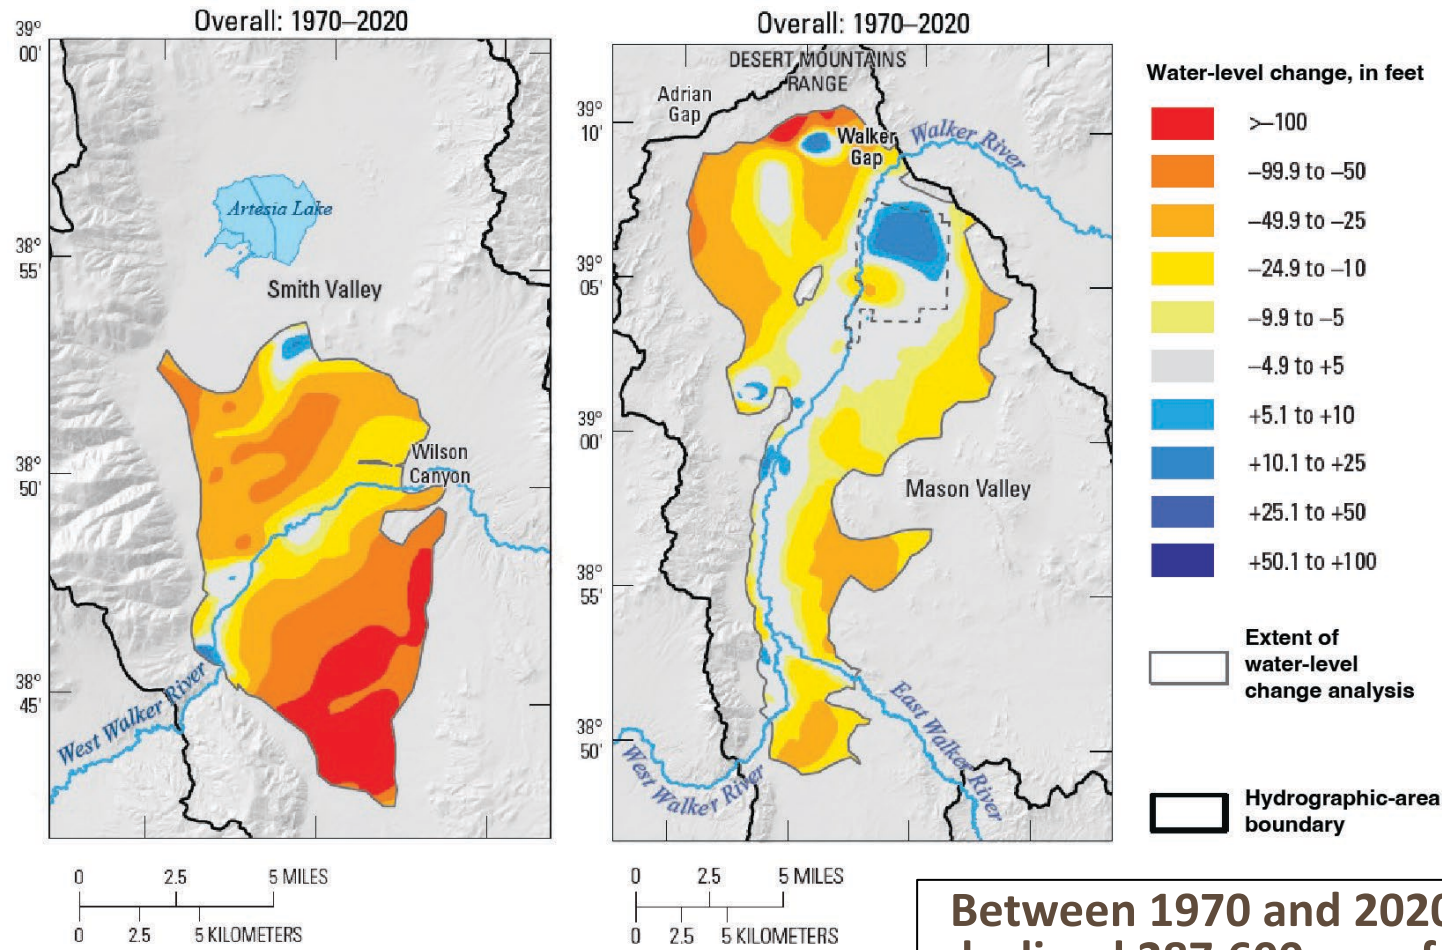 Overall: 1970–2020
39°
00'
Artesia Lake
38°
55'
Smith Valley
38°
50'
Wilson
Canyon
38°
45'
West Walker River
0 2.5 5 MILES
0 2.5 5 KILOMETERS
Overall: 1970–2020
DESERT MOUNTAINS
RANGE
Adrian
Gap
39°
10'
Walker
Gap
Walker River
39°
05'
39°
00'
Mason Valley
38°
55'
38°
50'
West Walker River
East Walker River
0 2.5 5 MILES
0 2.5 5 KILOMETERS
Water-level change, in feet
>–100
–99.9 to –50
–49.9 to –25
–24.9 to –10
–9.9 to –5
–4.9 to +5
+5.1 to +10
+10.1 to +25
+25.1 to +50
+50.1 to +100
Extent of
water-level
change analysis
Hydrographic-area
boundary
Between 1970 and 2020